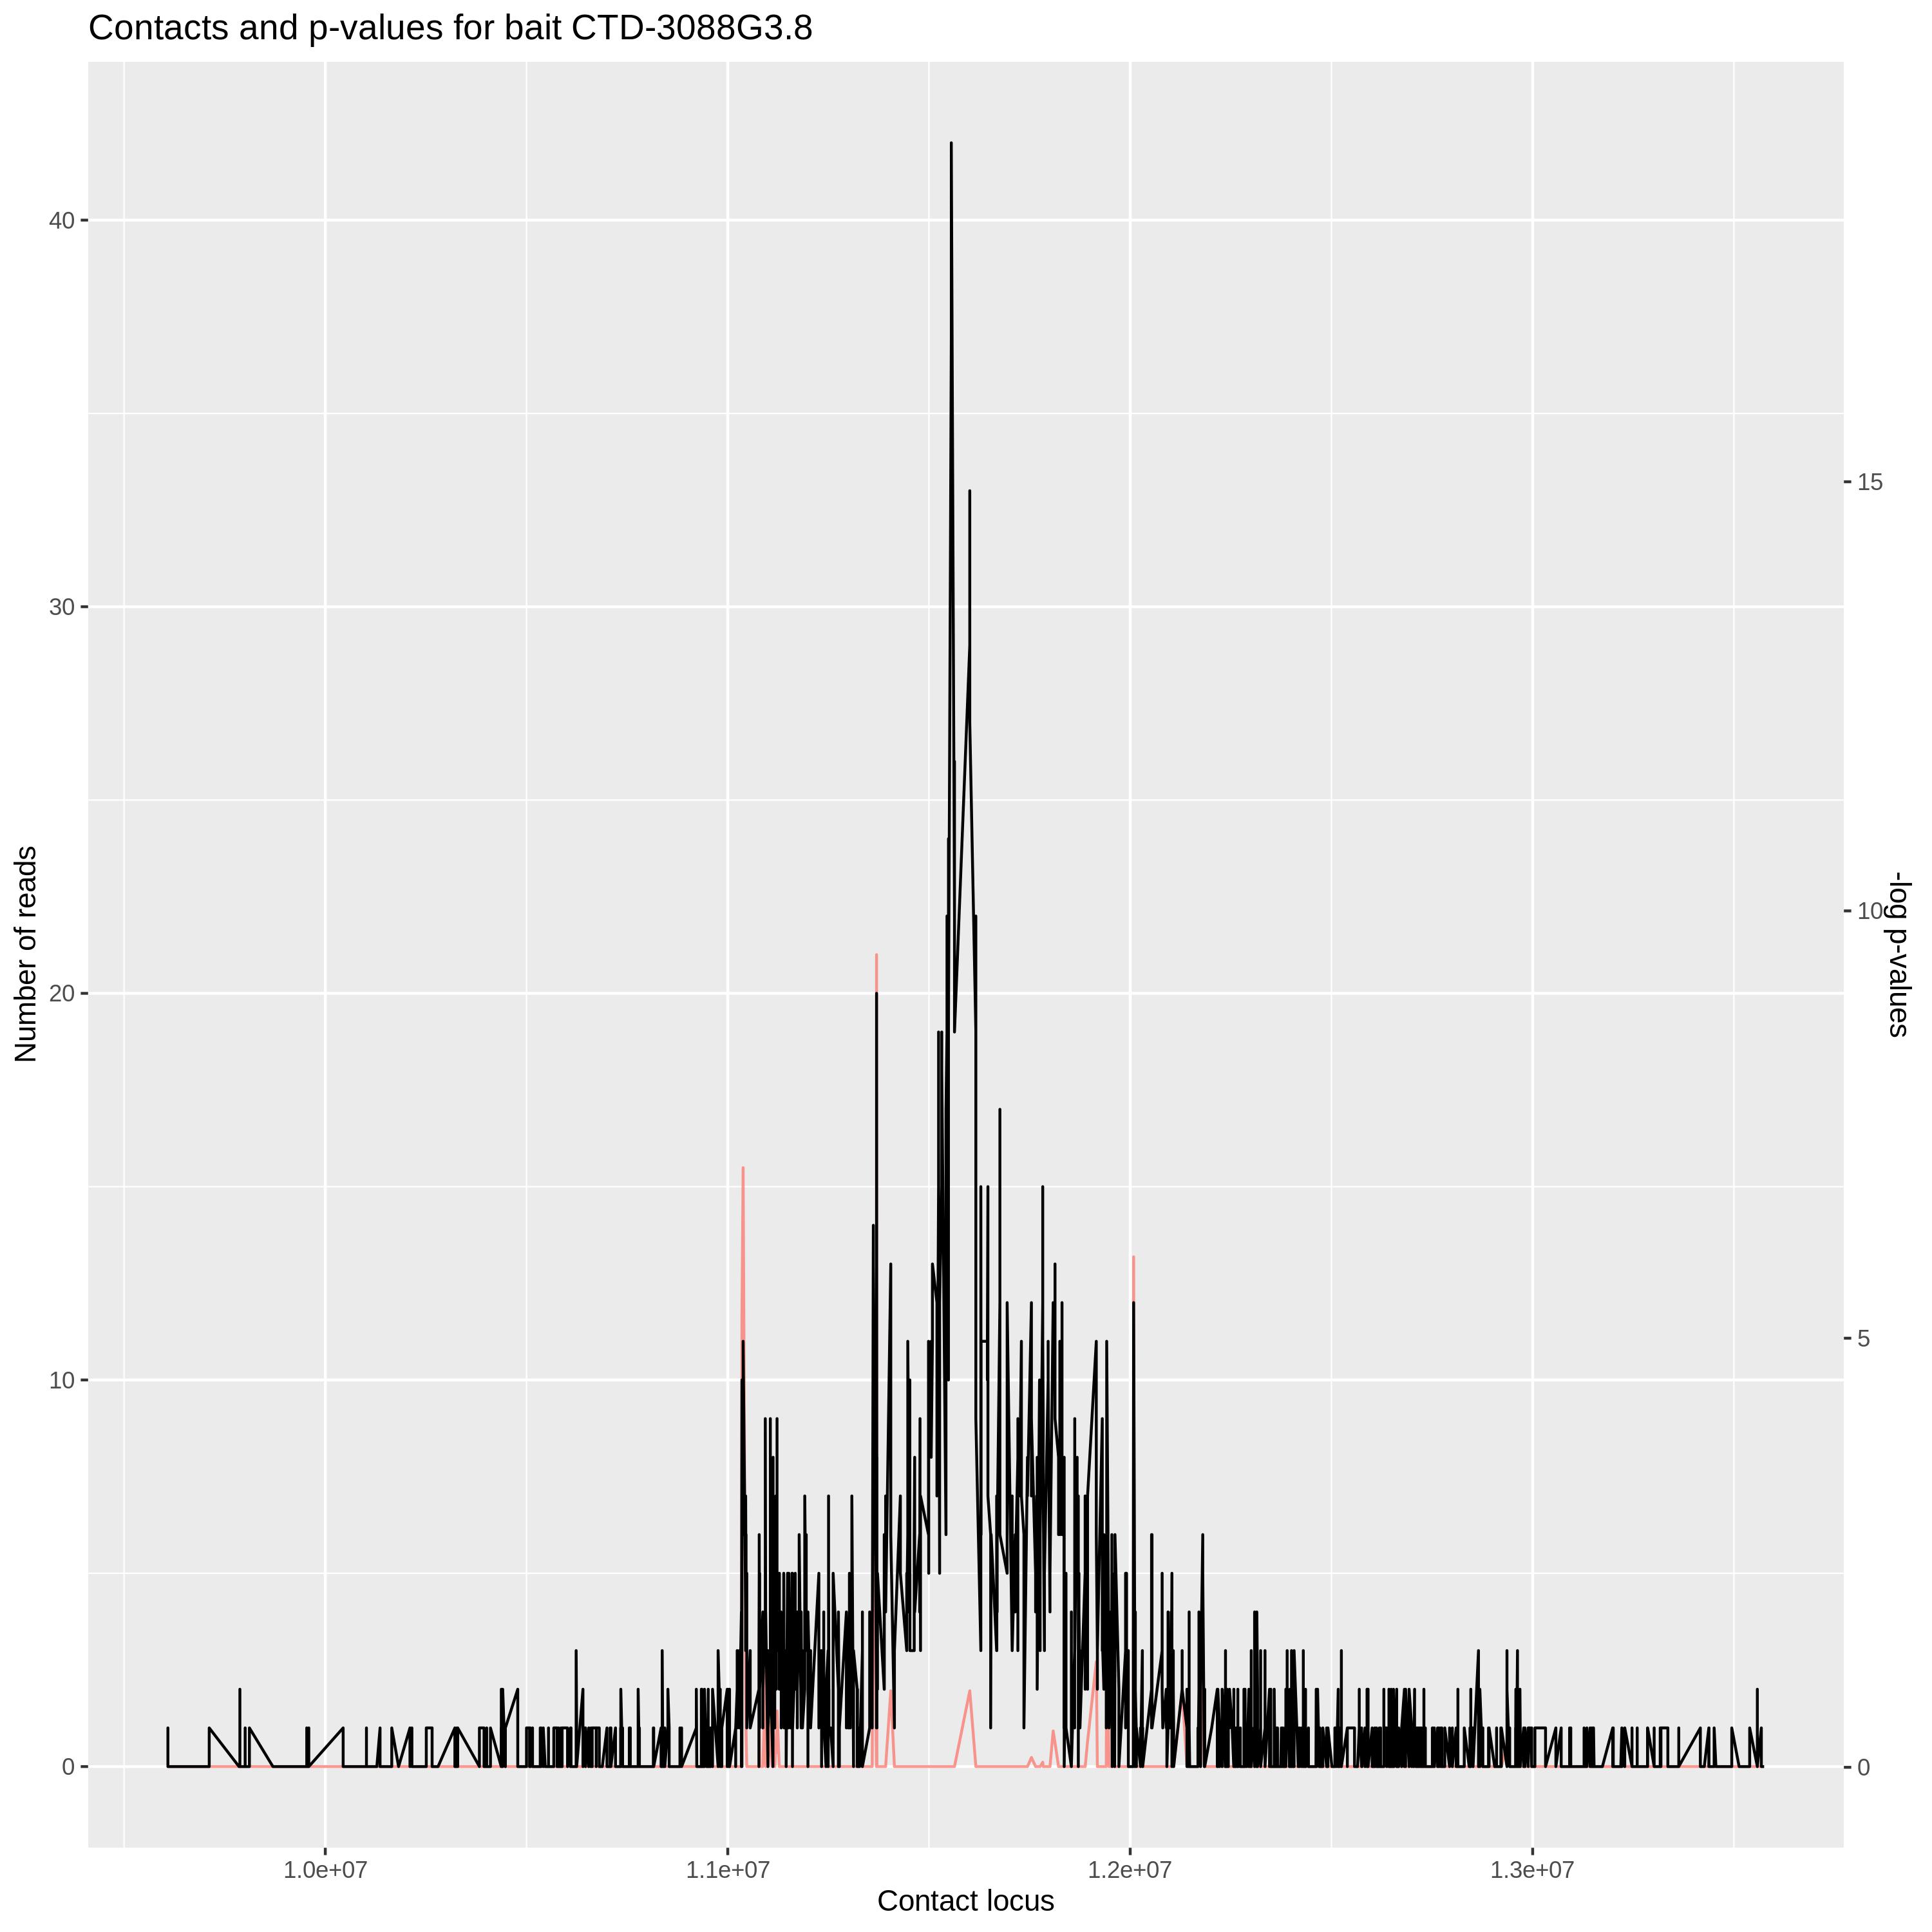 Contacts and p-values for bait CTD-3088G3.8
40
30
20
10
0
Number of reads
15
10
5
0
-log p-values
1.0e+07 1.1e+07 1.2e+07 1.3e+07
Contact locus